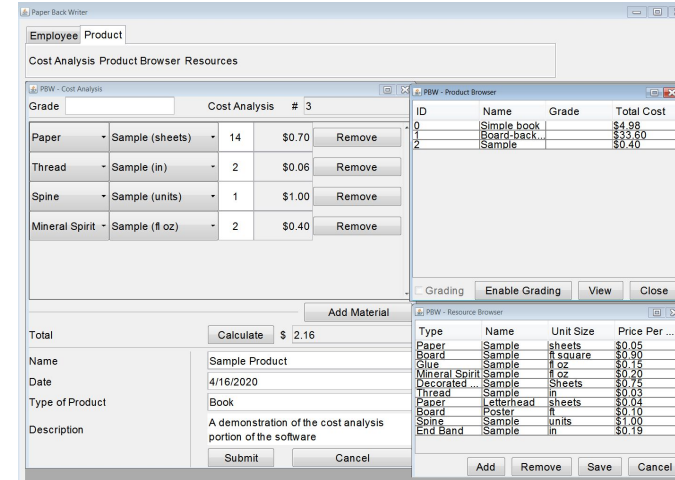 Paper Back Writer
Employee Product
Cost Analysis Product Browser Resources
PBW - Cost Analysis
Grade Cost Analysis # 3
Paper Sample (sheets) 14 $0.70 Remove
Thread Sample (in) 2 $0.06 Remove
Spine Sample (units) 1 $1.00 Remove
Mineral Spirit Sample (fl oz) 2 $0.40 Remove
Add Material
Total Calculate $ 2.16
Name Sample Product
Date 4/16/2020
Type of Product Book
Description A demonstration of the cost analysis
portion of the software
Submit Cancel
PBW - Product Browser
ID Name Grade Total Cost
0 Simple book $4.98
1 Board-back... $33.60
2 Sample $0.40
Grading Enable Grading View Close
PBW - Resource Browser
Type Name Unit Size Price Per ...
Paper Sample sheets $0.05
Board Sample ft square $0.90
Glue Sample fl oz $0.15
Mineral Spirit Sample fl oz $0.20
Decorated ... Sample Sheets $0.75
Thread Sample in $0.03
Paper Letterhead sheets $0.04
Board Poster ft $0.10
Spine Sample units $1.00
End Band Sample in $0.19
Add Remove Save Cancel